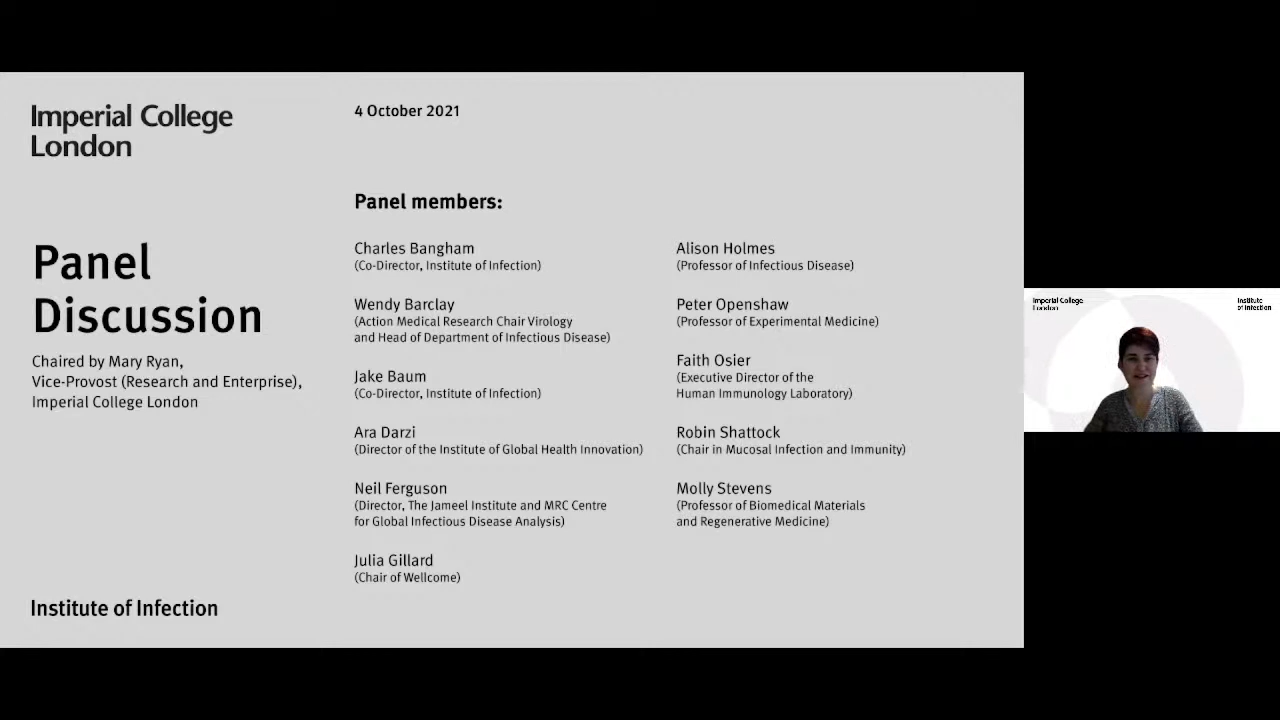 Imperial College
London
4 October 2021
Panel
Discussion
Chaired by Mary Ryan,
Vice-Provost (Research and Enterprise),
Imperial College London
Institute of Infection
Panel members:
Charles Bangham
(Co-Director, Institute of Infection)
Wendy Barclay
(Action Medical Research Chair Virology
and Head of Department of Infectious Disease)
Jake Baum
(Co-Director, Institute of Infection)
Ara Darzi
(Director of the Institute of Global Health Innovation)
Neil Ferguson
(Director, The Jameel Institute and MRC Centre
for Global Infectious Disease Analysis)
Julia Gillard
(Chair of Wellcome)
Alison Holmes
(Professor of Infectious Disease)
Peter Openshaw
(Professor of Experimental Medicine)
Faith Osier
(Executive Director of the
Human Immunology Laboratory)
Robin Shattock
(Chair in Mucosal Infection and Immunity)
Molly Stevens
(Professor of Biomedical Materials
and Regenerative Medicine)
Imperial College
London
Institute
of Infection